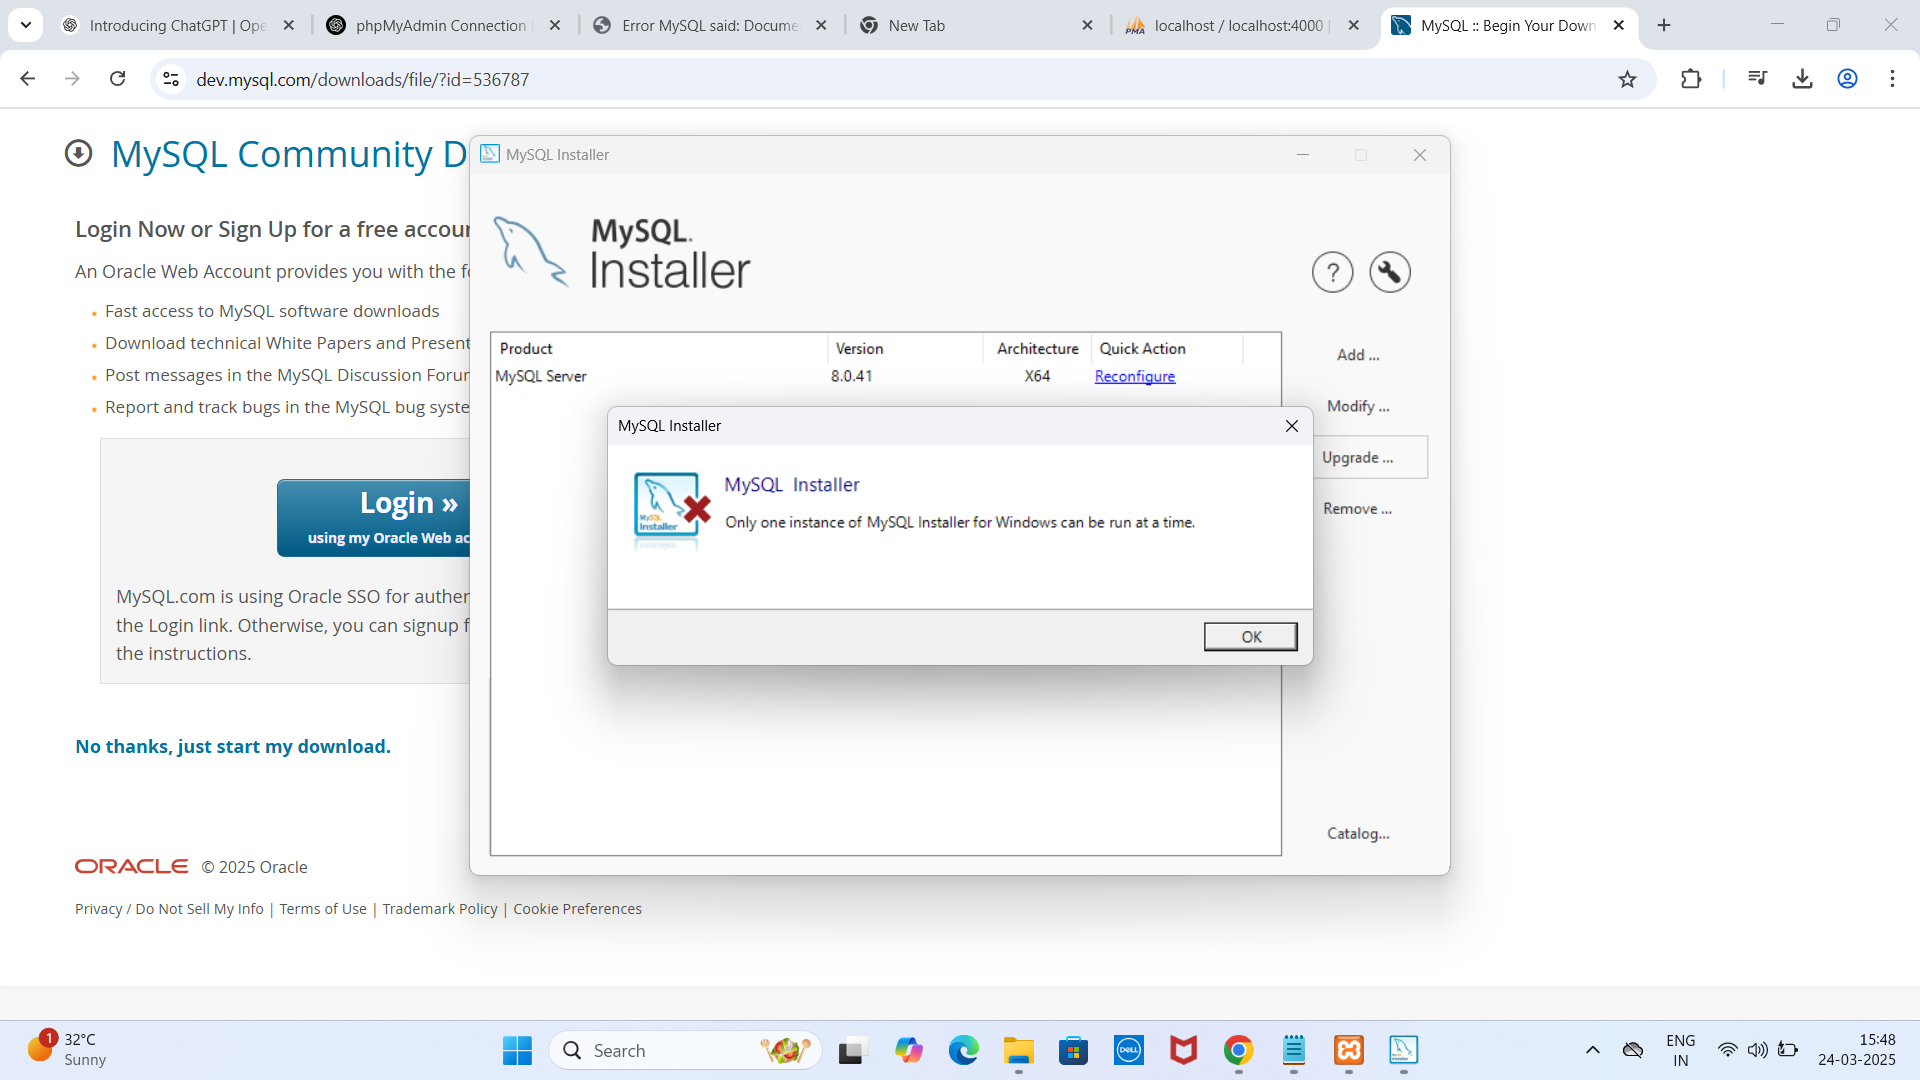 Introducing ChatGPT | Ope
phpMyAdmin Connection
Error MySQL said: Docume
New Tab
localhost / localhost:4000 |
MySQL :: Begin Your Down
dev.mysql.com/downloads/file/?id=536787
MySQL Community D
Login Now or Sign Up for a free accoun
An Oracle Web Account provides you with the fo
Fast access to MySQL software downloads
Download technical White Papers and Present
Post messages in the MySQL Discussion Forum
Report and track bugs in the MySQL bug syste
Login »
using my Oracle Web ac
MySQL.com is using Oracle SSO for authen
the Login link. Otherwise, you can signup f
the instructions.
No thanks, just start my download.
ORACLE © 2025 Oracle
Privacy / Do Not Sell My Info | Terms of Use | Trademark Policy | Cookie Preferences
MySQL Installer
MySQL.
Installer
?
Product Version Architecture Quick Action
MySQL Server 8.0.41 X64 Reconfigure
Add ...
Modify ...
Upgrade ...
Remove ...
Catalog...
MySQL Installer
MySQL Installer
Only one instance of MySQL Installer for Windows can be run at a time.
OK
1
32°C
Sunny
Search
DELL
ENG
IN
15:48
24-03-2025